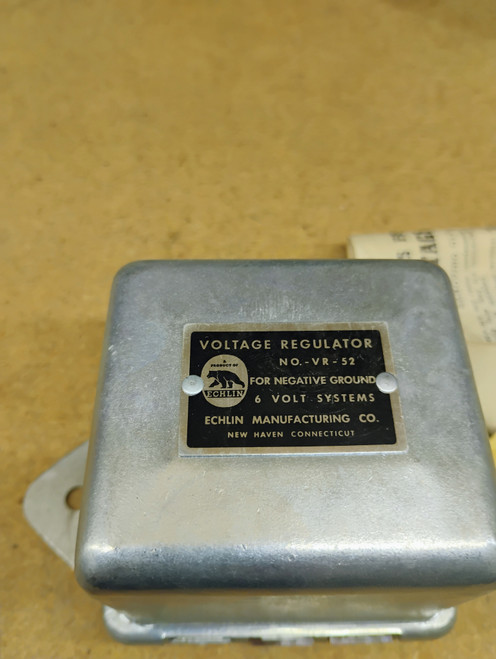 VOLTAGE REGULATOR
NO.-VR-52
A
PRODUCT OF
ECHLIN
FOR NEGATIVE GROUND
6 VOLT SYSTEMS
ECHLIN MANUFACTURING CO.
NEW HAVEN CONNECTICUT